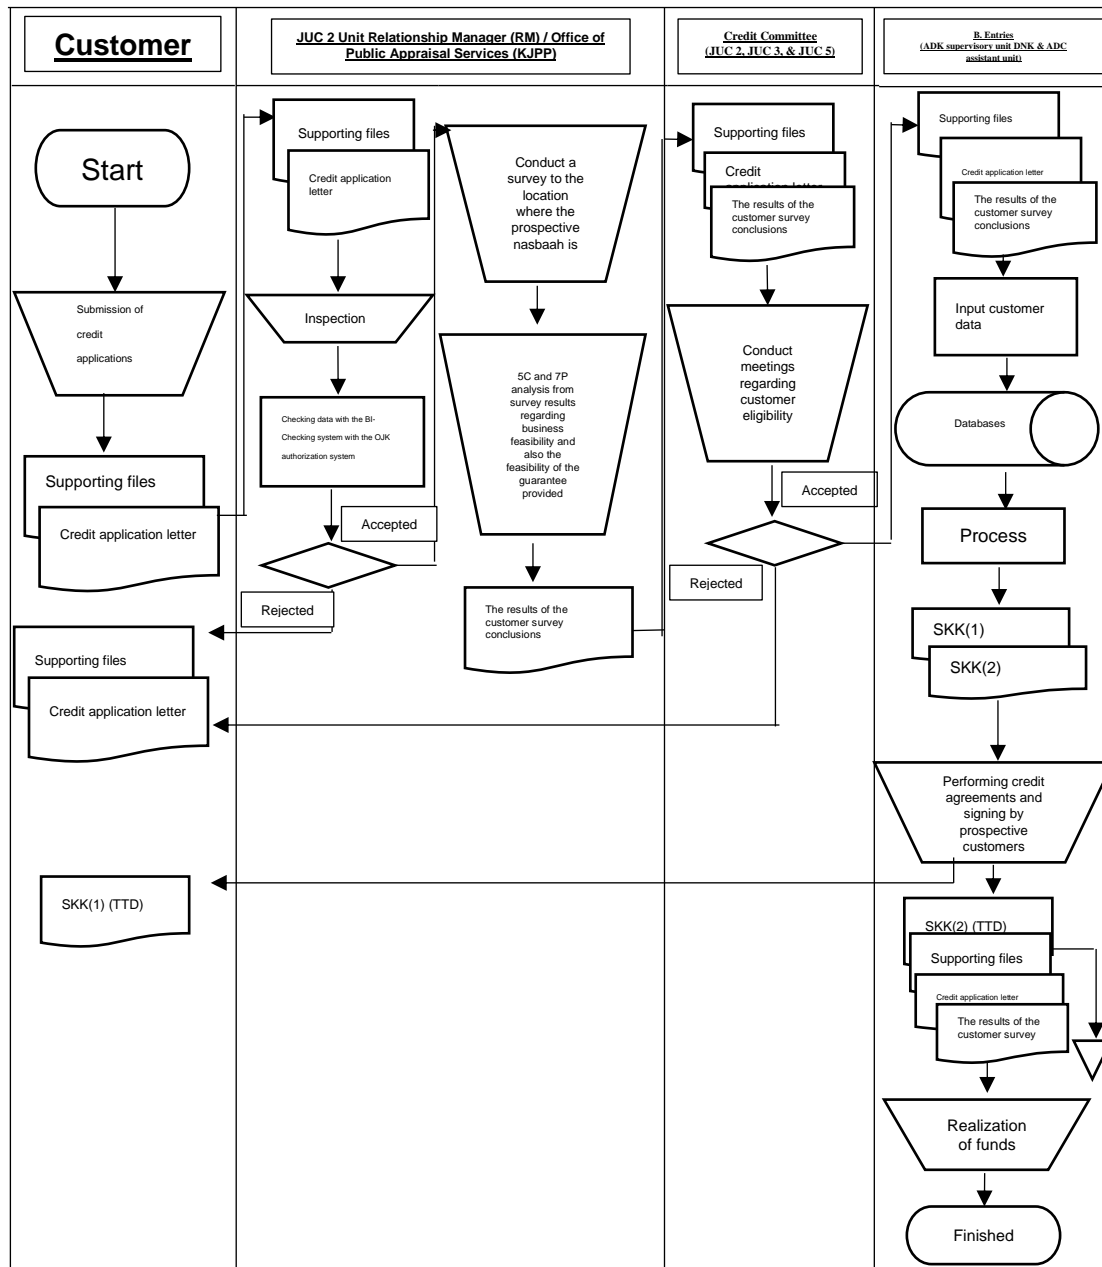 Customer
JUC 2 Unit Relationship Manager (RM) / Office of
Public Appraisal Services (KJPP)
Credit Committee
(JUC 2, JUC 3, & JUC 5)
B. Entries
(ADK supervisory unit DNK & ADC
assistant unit)
Start
Submission of
credit
applications
Supporting files
Credit application letter
Supporting files
Credit application letter
SKK(1) (TTD)
Supporting files
Credit application
letter
Inspection
Checking data with the BI-
Checking system with the OJK
authorization system
Accepted
Rejected
Conduct a
survey to the
location
where the
prospective
nasbaah is
5C and 7P
analysis from
survey results
regarding
business
feasibility and
also the
feasibility of the
guarantee
provided
The results of the
customer survey
conclusions
Supporting files
Credit
application letter
The results of the
customer survey
conclusions
Conduct
meetings
regarding
customer
eligibility
Accepted
Rejected
Supporting files
Credit application letter
The results of the
customer survey
conclusions
Input customer
data
Databases
Process
SKK(1)
SKK(2)
Performing credit
agreements and
signing by
prospective
customers
SKK(2) (TTD)
Supporting files
Credit application letter
The results of the
customer survey
Realization
of funds
Finished